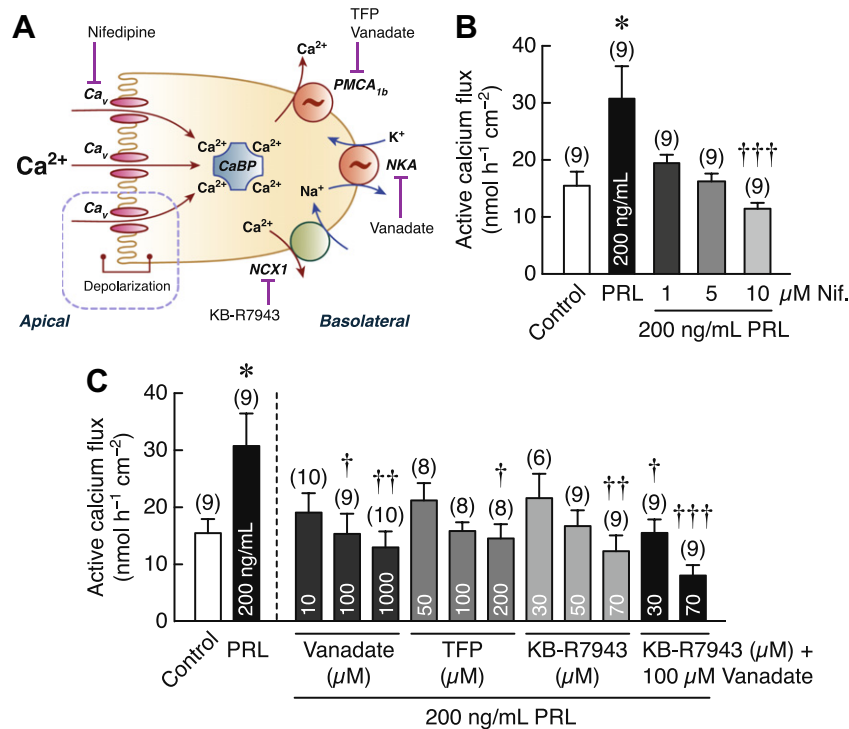 A
Nifedipine
TFP
Vanadate
Ca²⁺
PMCA₁b
Caᵥ
Ca²⁺
Caᵥ
Ca²⁺ Ca²⁺
CaBP
Ca²⁺ Ca²⁺
K⁺
NKA
Na⁺
Vanadate
Caᵥ
Ca²⁺
Depolarization
NCX1
KB-R7943
Apical
Basolateral
B
Active calcium flux
(nmol h⁻¹ cm⁻²)
40
30
20
10
0
(9)
*
(9)
200 ng/mL
(9)
(9)
†††
(9)
Control
PRL
1 5 10 µM Nif.
200 ng/mL PRL
C
Active calcium flux
(nmol h⁻¹ cm⁻²)
40
30
20
10
0
(9)
*
(9)
200 ng/mL
(10)
10
†
(9)
100
††
(10)
1000
(8)
50
(8)
100
†
(8)
200
(6)
30
(9)
50
††
(9)
70
†
(9)
30
†††
(9)
70
Control
PRL
Vanadate
(µM)
TFP
(µM)
KB-R7943
(µM)
KB-R7943 (µM) +
100 µM Vanadate
200 ng/mL PRL